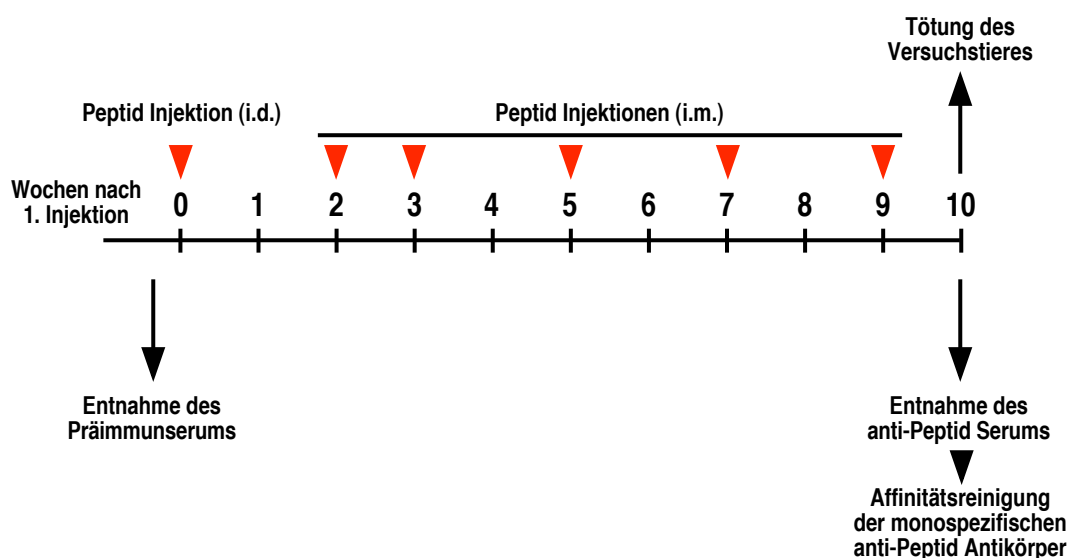 Tötung des
Versuchstieres
Peptid Injektion (i.d.)
Peptid Injektionen (i.m.)
Wochen nach
1. Injektion
0 1 2 3 4 5 6 7 8 9 10
Entnahme des
Präimmunserums
Entnahme des
anti-Peptid Serums
Affinitätsreinigung
der monospezifischen
anti-Peptid Antikörper